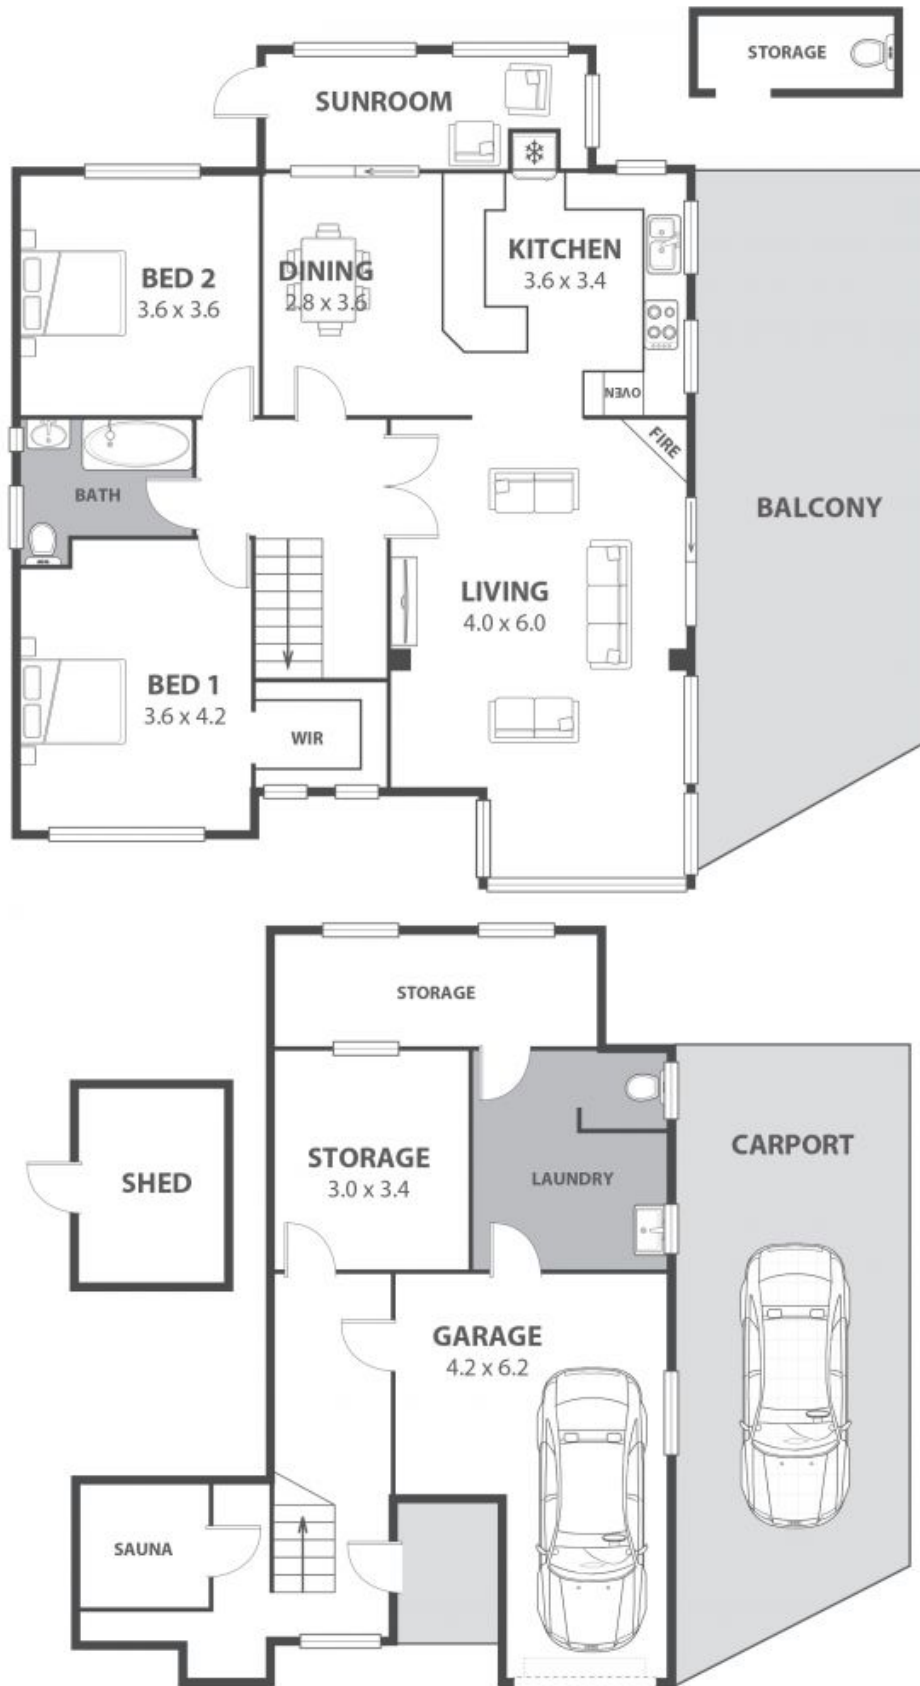 STORAGE
SUNROOM
BED 2
3.6 x 3.6
DINING
2.8 x 3.6
KITCHEN
3.6 x 3.4
OVEN
FIRE
BATH
BALCONY
LIVING
4.0 x 6.0
BED 1
3.6 x 4.2
WIR
STORAGE
SHED
STORAGE
3.0 x 3.4
LAUNDRY
CARPORT
GARAGE
4.2 x 6.2
SAUNA